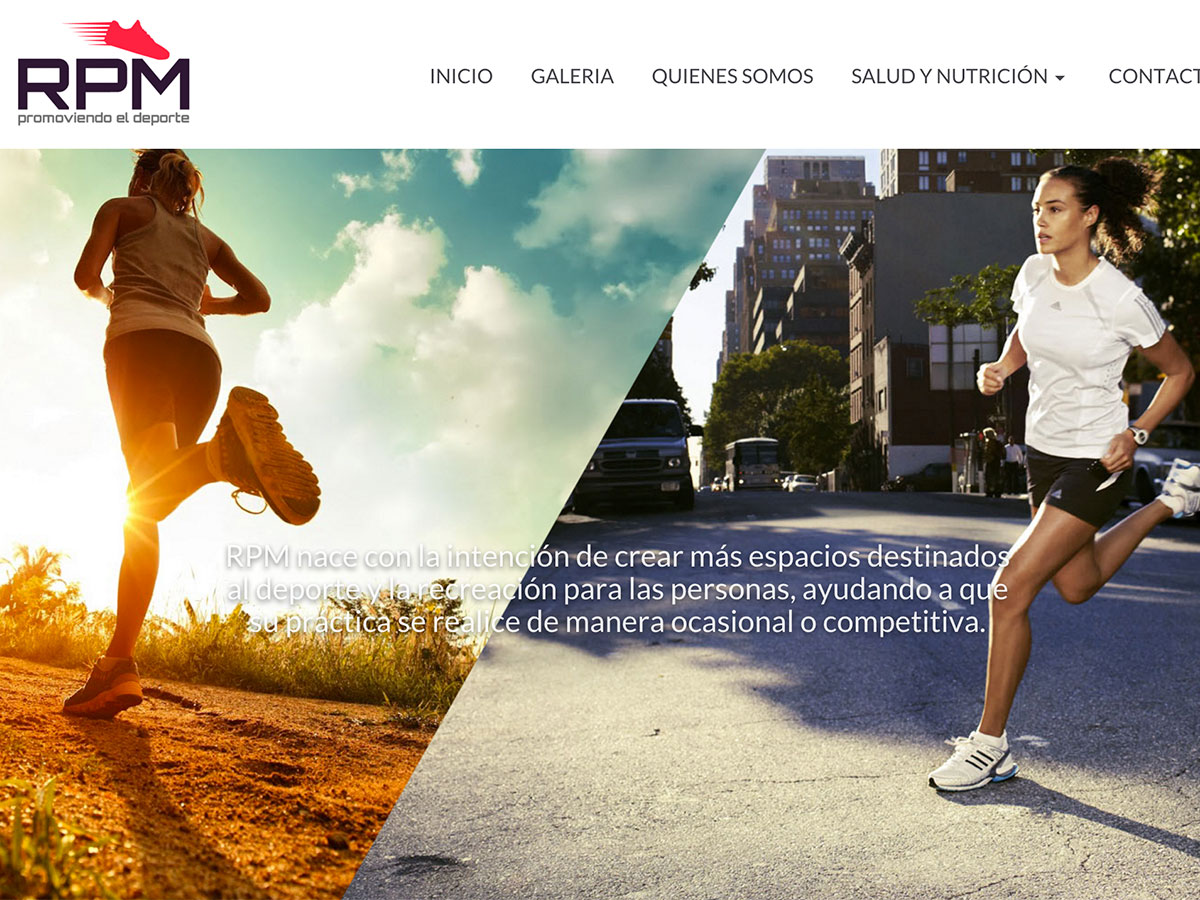 RPM
promoviendo el deporte
INICIO GALERIA QUIENES SOMOS SALUD Y NUTRICIÓN CONTACT
RPM nace con la intención de crear más espacios destinados
al deporte y la recreación para las personas, ayudando a que
su práctica se realice de manera ocasional o competitiva.